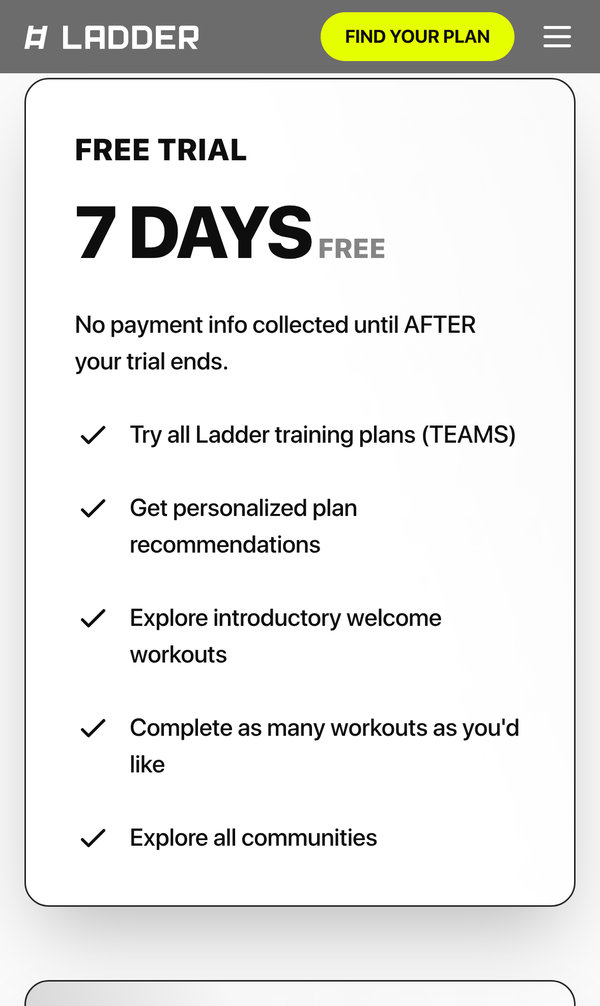 LADDER
FIND YOUR PLAN
FREE TRIAL
7 DAYS FREE
No payment info collected until AFTER
your trial ends.
Try all Ladder training plans (TEAMS)
Get personalized plan
recommendations
Explore introductory welcome
workouts
Complete as many workouts as you'd
like
Explore all communities